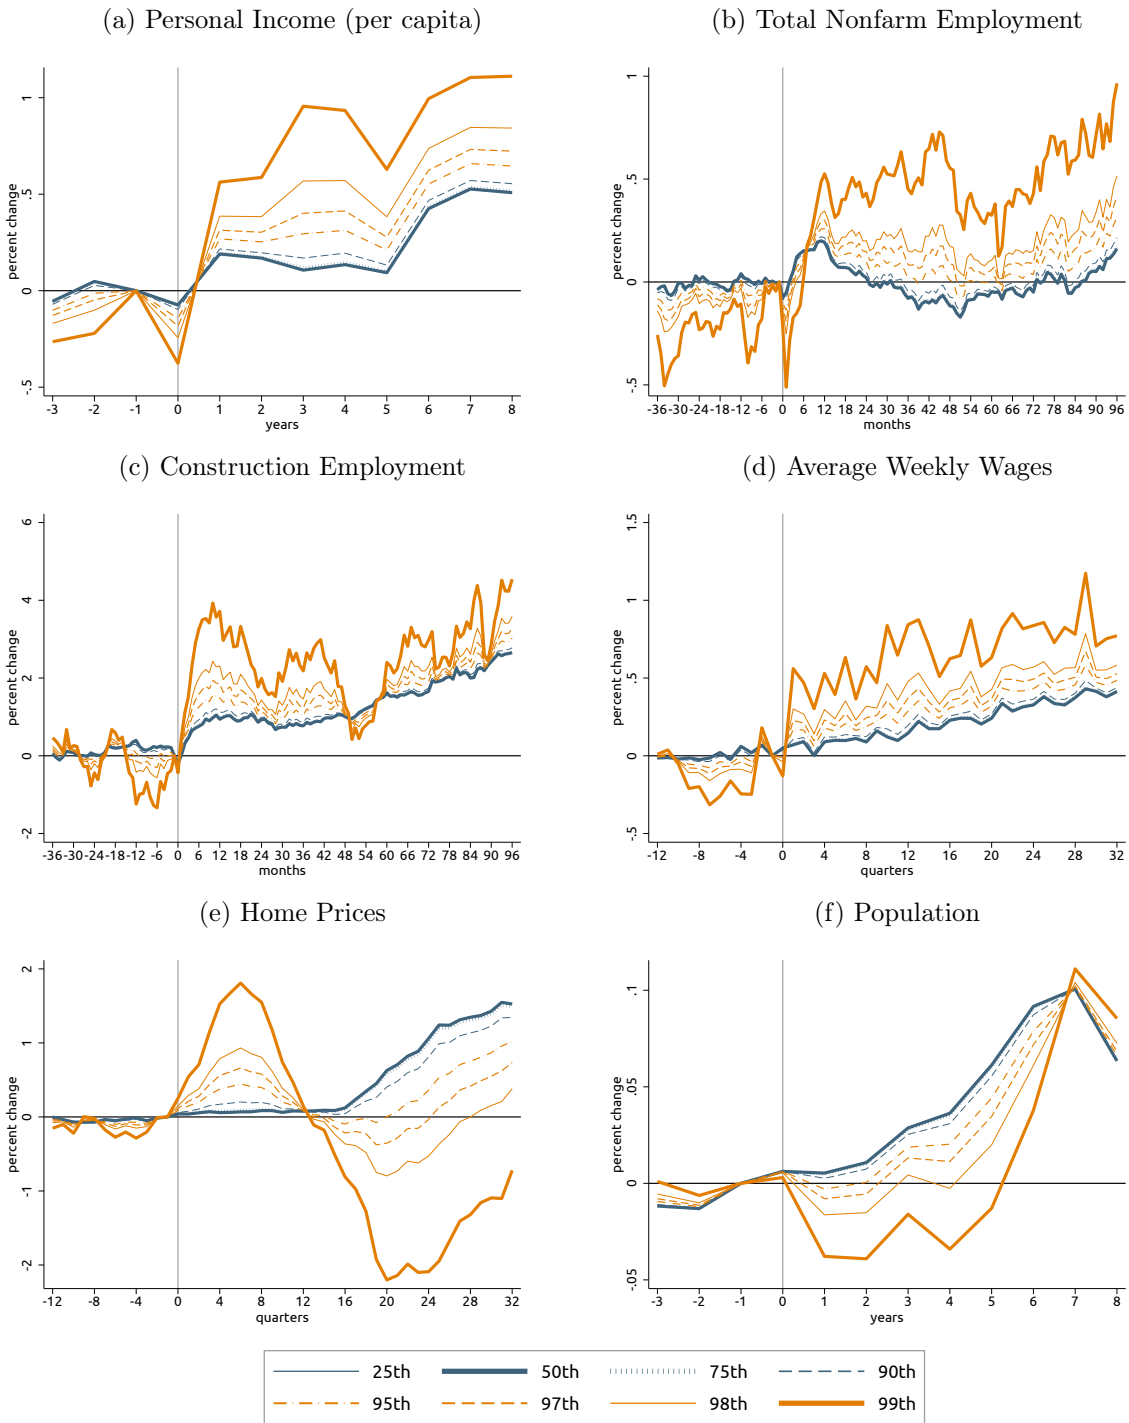 (a) Personal Income (per capita)
(b) Total Nonfarm Employment
percent change
1
.5
0
-.5
-3 -2 -1 0 1 2 3 4 5 6 7 8
years
percent change
1
.5
0
-.5
-36 -30 -24 -18 -12 -6 0 6 12 18 24 30 36 42 48 54 60 66 72 78 84 90 96
months
(c) Construction Employment
(d) Average Weekly Wages
percent change
6
4
2
0
-2
-36 -30 -24 -18 -12 -6 0 6 12 18 24 30 36 42 48 54 60 66 72 78 84 90 96
months
percent change
1.5
1
.5
0
-.5
-12 -8 -4 0 4 8 12 16 20 24 28 32
quarters
(e) Home Prices
(f) Population
percent change
2
1
0
-1
-2
-12 -8 -4 0 4 8 12 16 20 24 28 32
quarters
percent change
.1
.05
0
-.05
-3 -2 -1 0 1 2 3 4 5 6 7 8
years
25th 50th 75th 90th
95th 97th 98th 99th